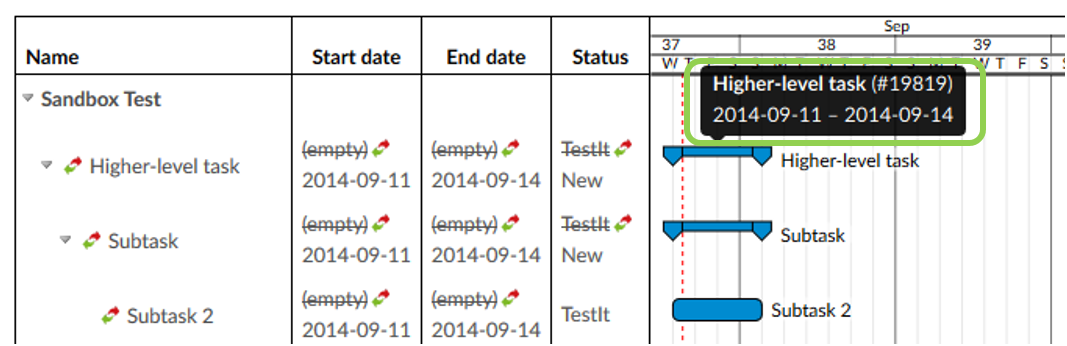 Sep
37 38 39
Name Start date End date Status
W T F S
Sandbox Test
Higher-level task (#19819)
2014-09-11 – 2014-09-14
Higher-level task (empty) (empty) TestIt
2014-09-11 2014-09-14 New
Higher-level task
Subtask (empty) (empty) TestIt
2014-09-11 2014-09-14 New
Subtask
Subtask 2 (empty) (empty) TestIt
2014-09-11 2014-09-14
Subtask 2